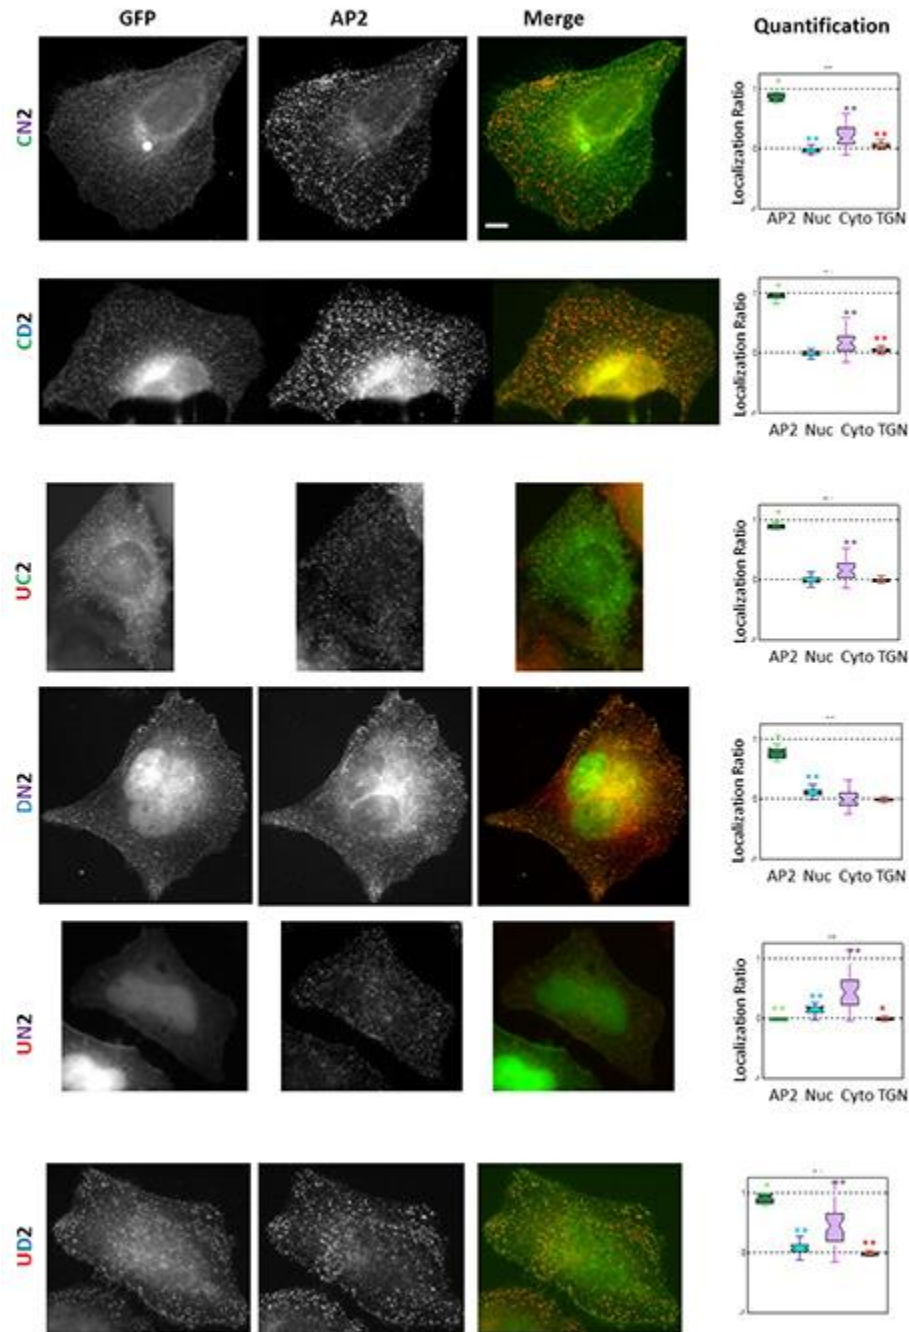 GFP AP2 Merge Quantification
CN2
Localization Ratio
AP2 Nuc Cyto TGN
CD2
Localization Ratio
AP2 Nuc Cyto TGN
UC2
Localization Ratio
AP2 Nuc Cyto TGN
DN2
Localization Ratio
AP2 Nuc Cyto TGN
UN2
Localization Ratio
AP2 Nuc Cyto TGN
UD2